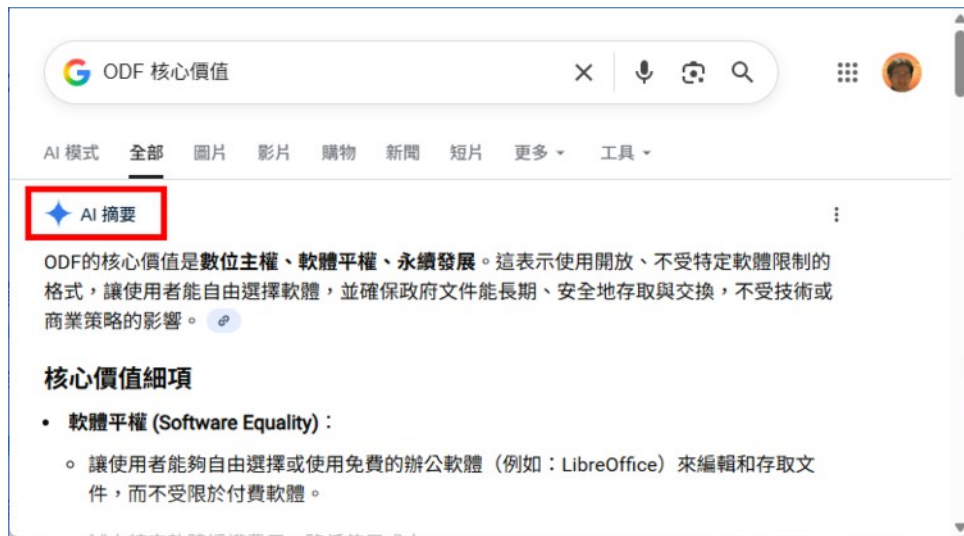 ODF 核心價值
AI 模式 全部 圖片 影片 購物 新聞 短片 更多 工具
AI 摘要
ODF的核心價值是數位主權、軟體平權、永續發展。這表示使用開放、不受特定軟體限制的
格式，讓使用者能自由選擇軟體，並確保政府文件能長期、安全地存取與交換，不受技術或
商業策略的影響。
核心價值細項
• 軟體平權 (Software Equality)：
○ 讓使用者能夠自由選擇或使用免費的辦公軟體（例如：LibreOffice）來編輯和存取文
件，而不受限於付費軟體。